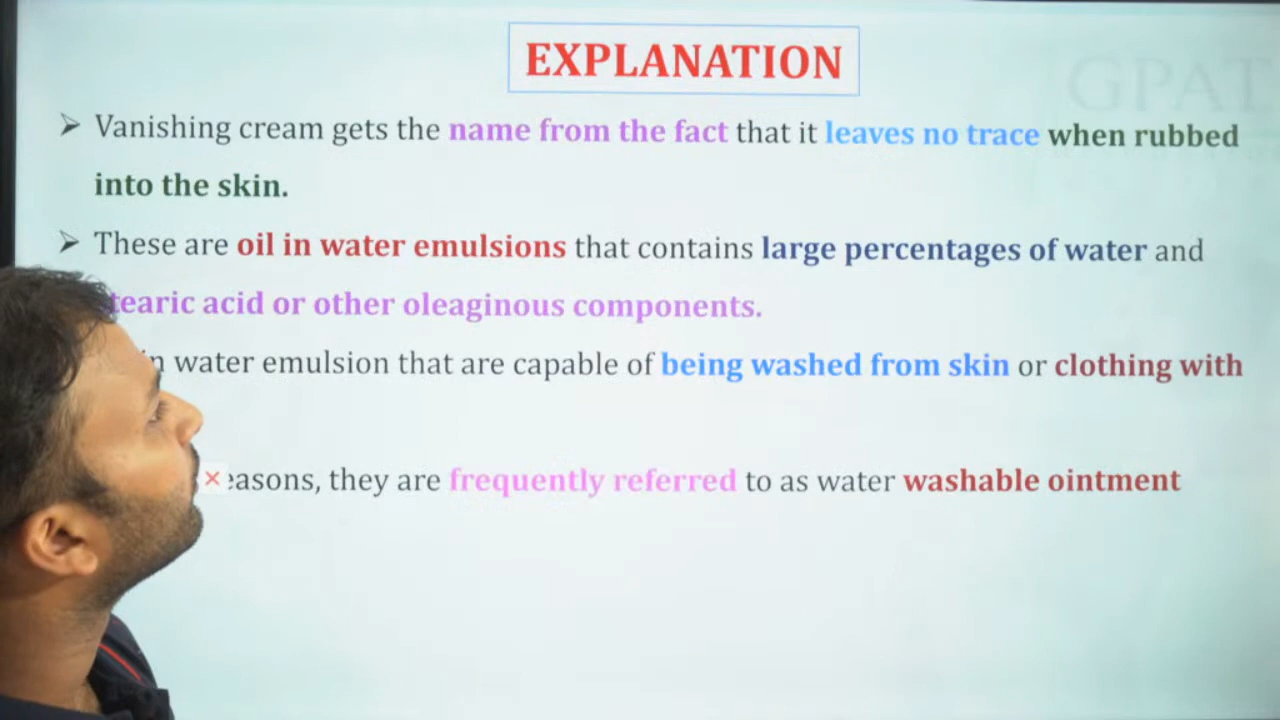 GPAT
EXPLANATION
Vanishing cream gets the name from the fact that it leaves no trace when rubbed
into the skin.
These are oil in water emulsions that contains large percentages of water and
tearic acid or other oleaginous components.
n water emulsion that are capable of being washed from skin or clothing with
easons, they are frequently referred to as water washable ointment